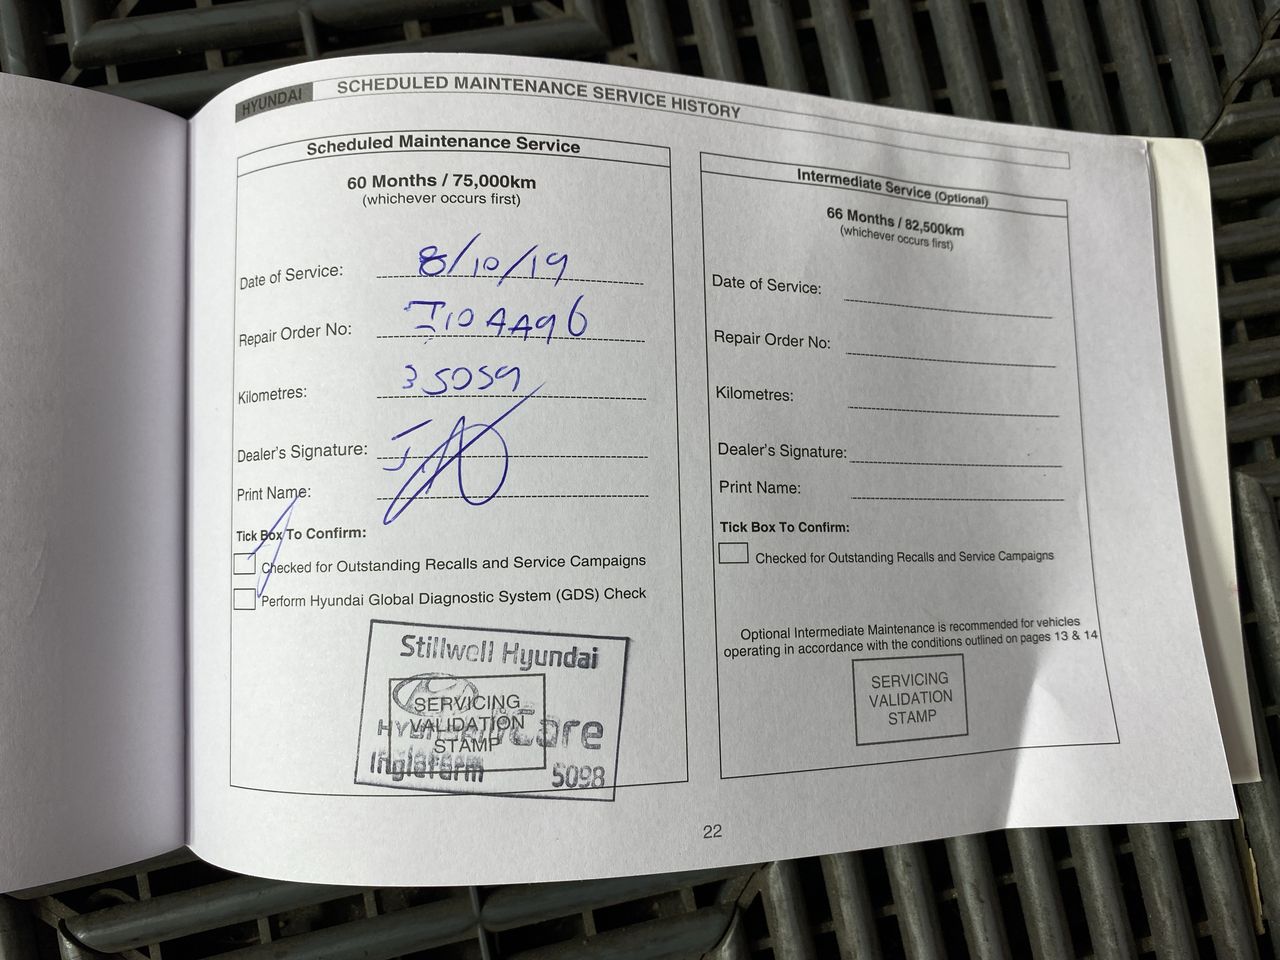 HYUNDAI SCHEDULED MAINTENANCE SERVICE HISTORY
Scheduled Maintenance Service
60 Months / 75,000km
(whichever occurs first)
Date of Service: 8/10/19
Repair Order No: I10AA96
Kilometres: 35059
Dealer's Signature:
Print Name:
Tick Box To Confirm:
Checked for Outstanding Recalls and Service Campaigns
Perform Hyundai Global Diagnostic System (GDS) Check
Stillwell Hyundai
SERVICING
VALIDATION
STAMP
Care
Inglefarm 5098
Intermediate Service (Optional)
66 Months / 82,500km
(whichever occurs first)
Date of Service:
Repair Order No:
Kilometres:
Dealer's Signature:
Print Name:
Tick Box To Confirm:
Checked for Outstanding Recalls and Service Campaigns
Optional Intermediate Maintenance is recommended for vehicles
operating in accordance with the conditions outlined on pages 13 & 14
SERVICING
VALIDATION
STAMP
22